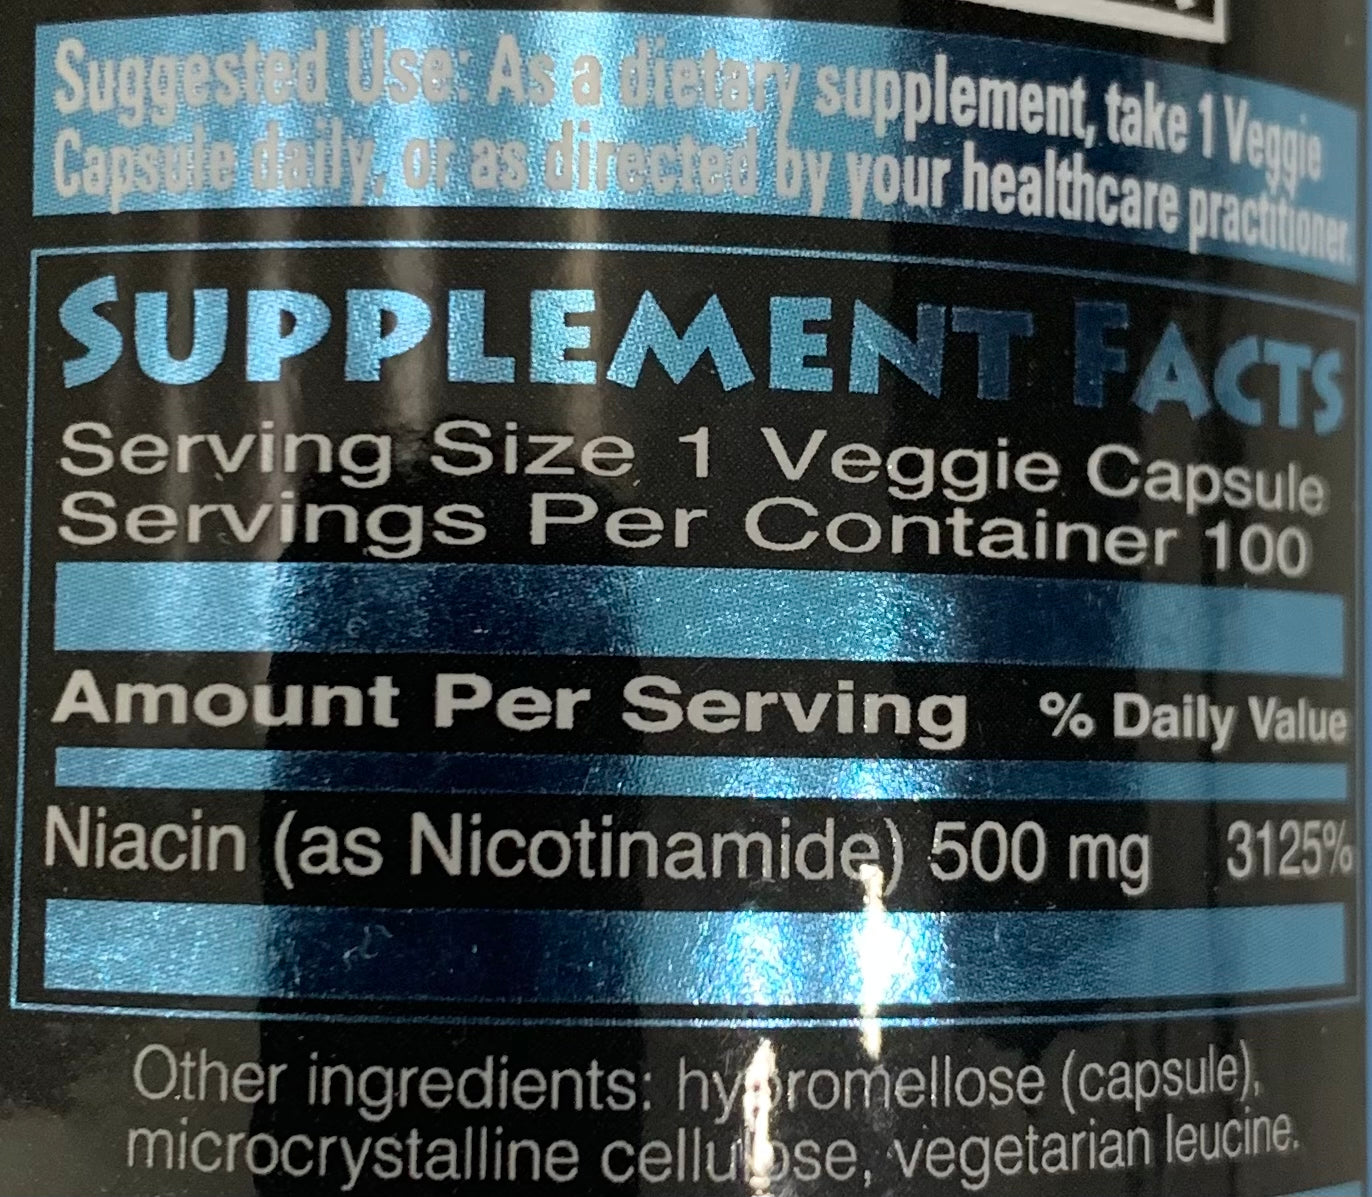 Suggested Use: As a dietary supplement, take 1 Veggie
Capsule daily, or as directed by your healthcare practitioner.
SUPPLEMENT FACTS
Serving Size 1 Veggie Capsule
Servings Per Container 100
Amount Per Serving % Daily Value
Niacin (as Nicotinamide) 500 mg 3125%
Other ingredients: hypromellose (capsule),
microcrystalline cellulose, vegetarian leucine.